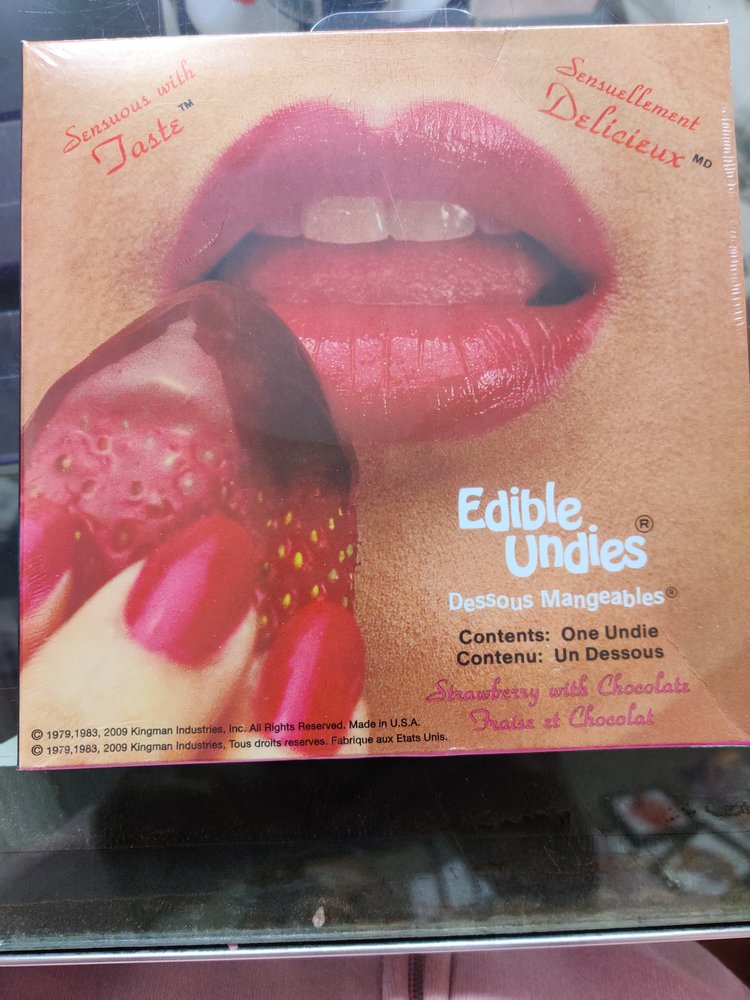 Sensuous with
Taste™
Sensuellement
Delicieux MD
Edible
Undies®
Dessous Mangeables®
Contents: One Undie
Contenu: Un Dessous
Strawberry with Chocolate
Fraise et Chocolat
© 1979,1983, 2009 Kingman Industries, Inc. All Rights Reserved. Made in U.S.A.
© 1979,1983, 2009 Kingman Industries, Tous droits reserves. Fabrique aux Etats Unis.